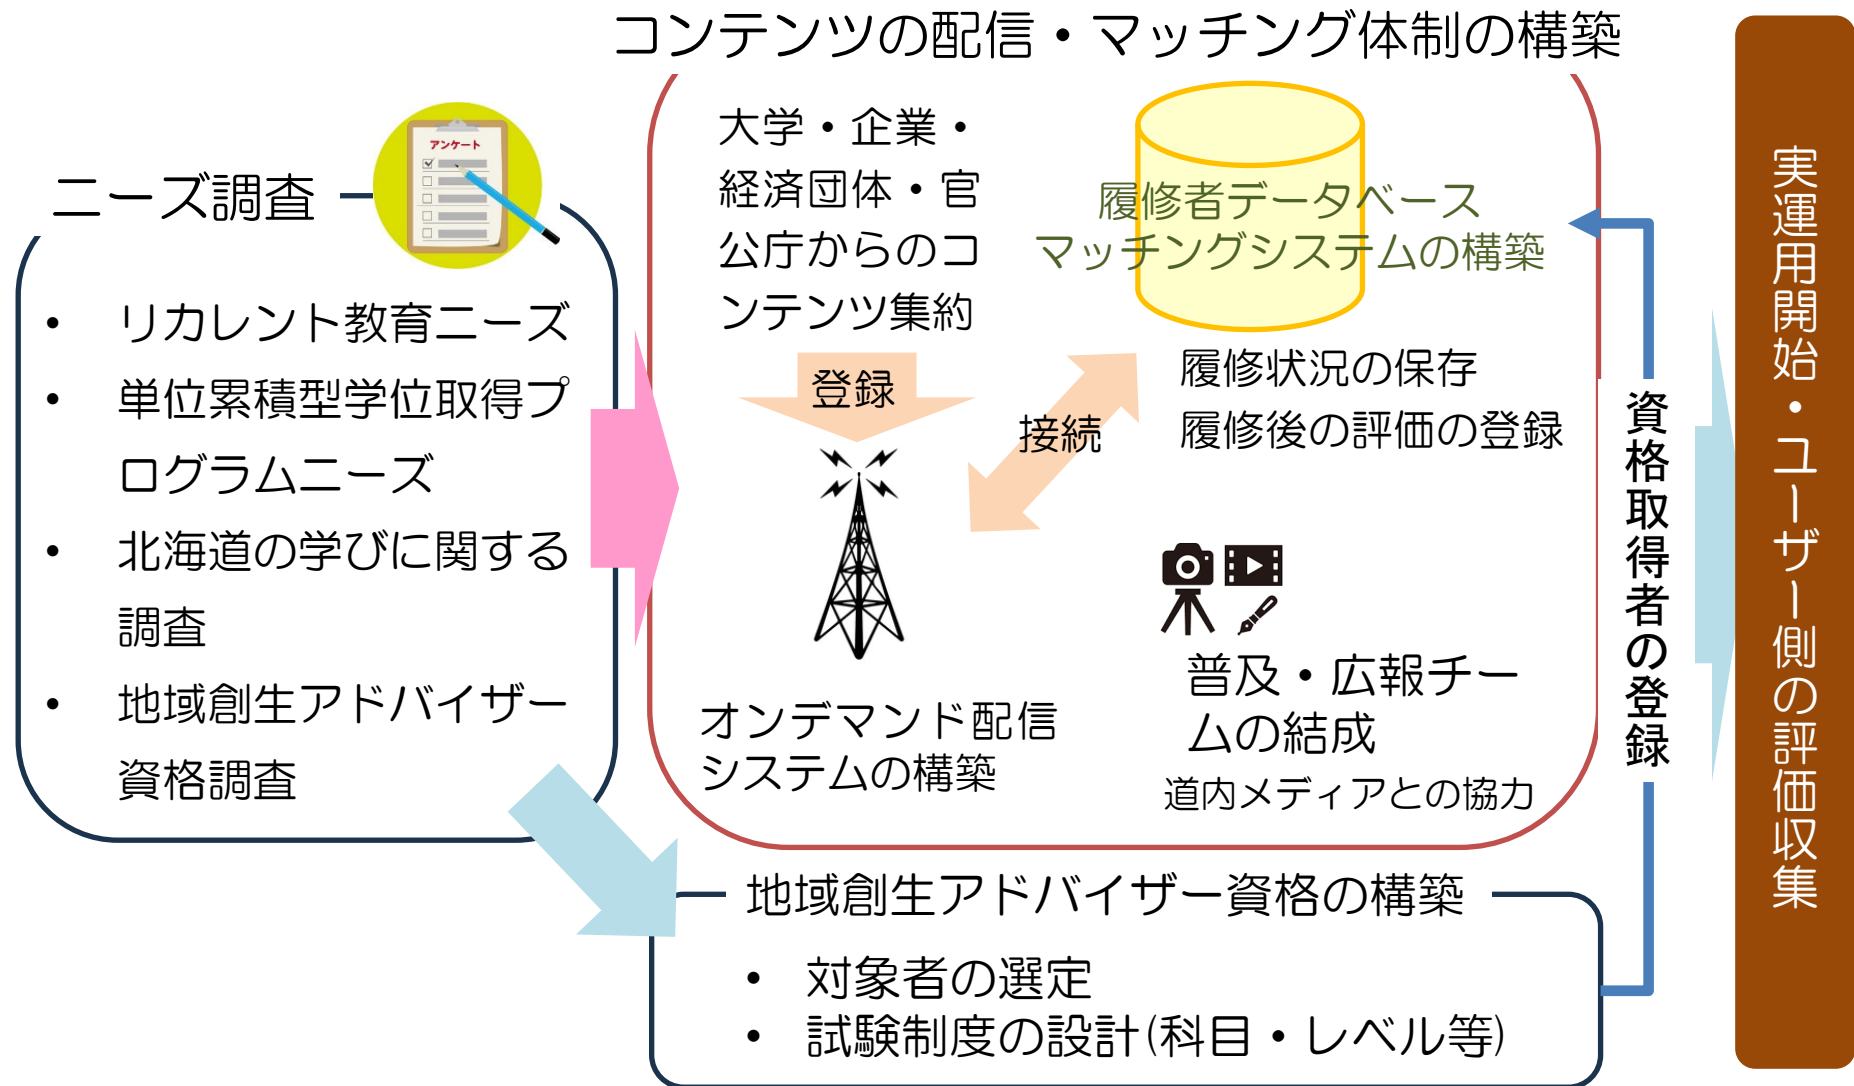 コンテンツの配信・マッチング体制の構築
ニーズ調査
アンケート
• リカレント教育ニーズ
• 単位累積型学位取得プ
ログラムニーズ
• 北海道の学びに関する
調査
• 地域創生アドバイザー
資格調査
大学・企業・
経済団体・官
公庁からのコ
ンテンツ集約
登録
接続
オンデマンド配信
システムの構築
履修者データベース
マッチングシステムの構築
履修状況の保存
履修後の評価の登録
普及・広報チー
ムの結成
道内メディアとの協力
地域創生アドバイザー資格の構築
• 対象者の選定
• 試験制度の設計(科目・レベル等)
資格取得者の登録
実運用開始・ユーザー側の評価収集